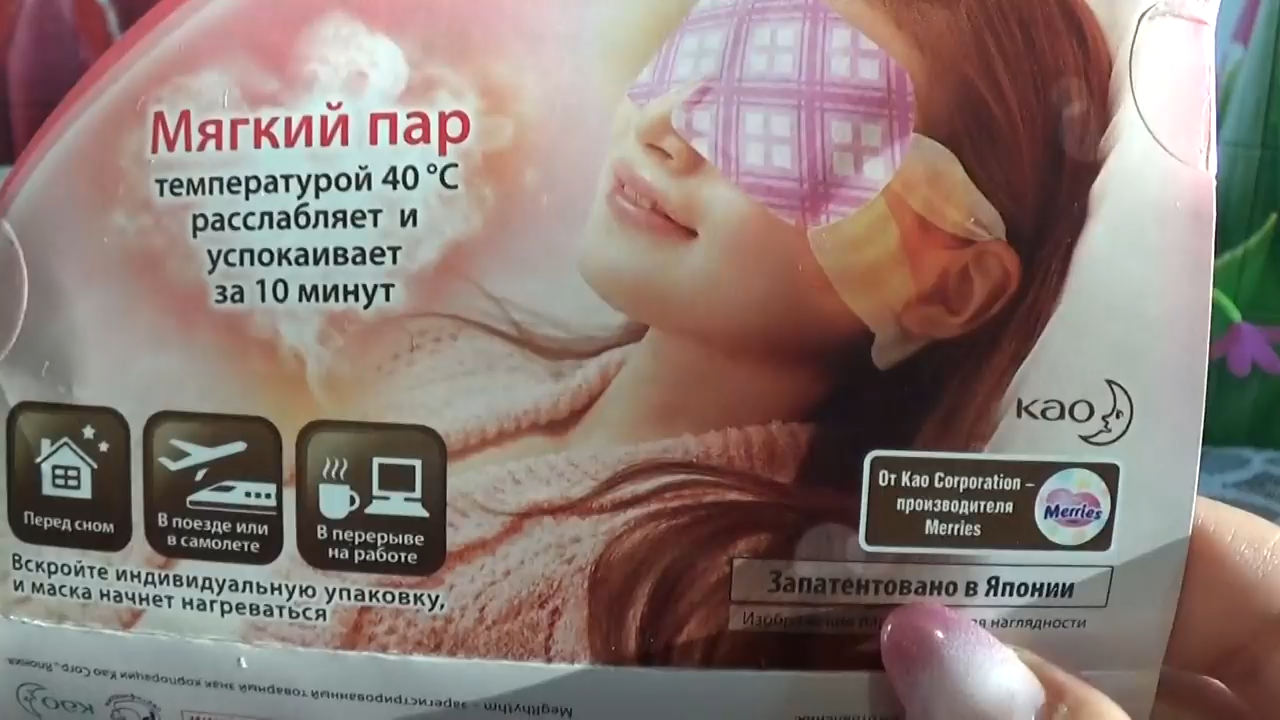 Мягкий пар
температурой 40 °C
расслабляет и
успокаивает
за 10 минут
Kao
От Kao Corporation –
производителя
Merries
Merries
Перед сном
В поезде или
в самолете
В перерыве
на работе
Вскройте индивидуальную упаковку,
и маска начнет нагреваться
Запатентовано в Японии
наглядности
MegRhythm – зарегистрированный товарный знак корпорации Kao Corp., Япония
Kao